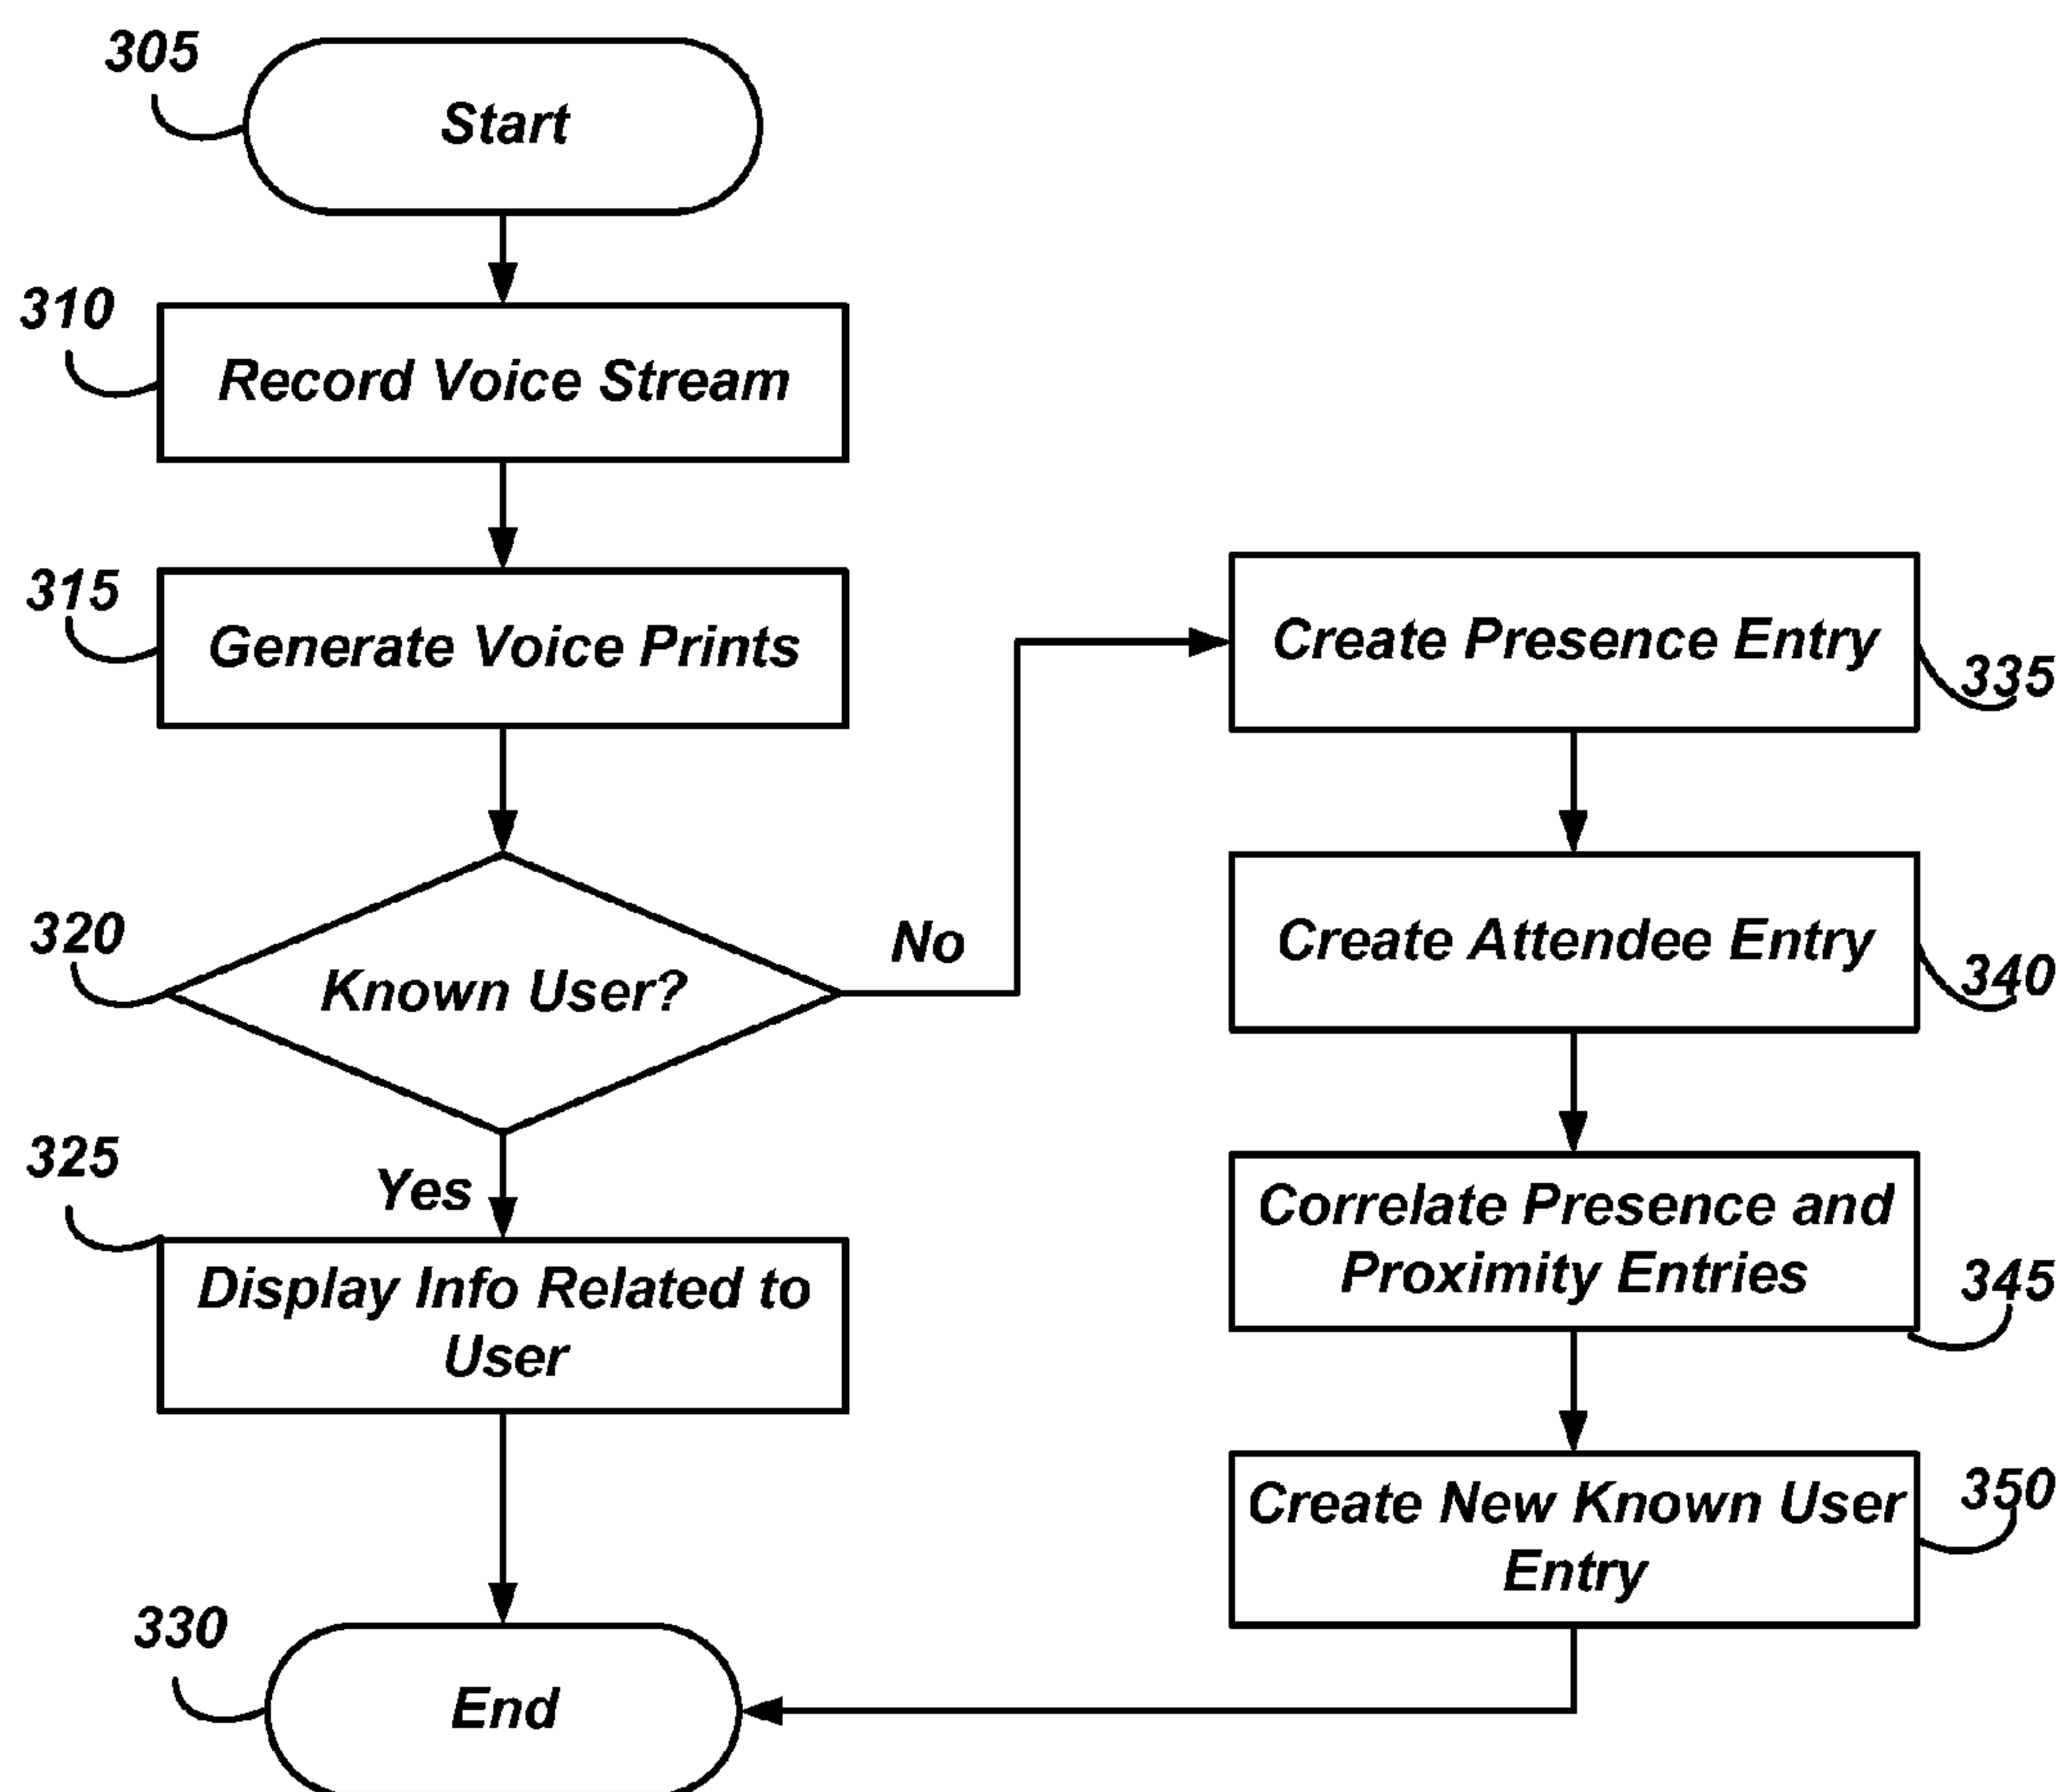 305
Start
310
Record Voice Stream
315
Generate Voice Prints
320
Known User?
No
Yes
325
Display Info Related to
User
330
End
Create Presence Entry
335
Create Attendee Entry
340
Correlate Presence and
Proximity Entries
345
Create New Known User
Entry
350